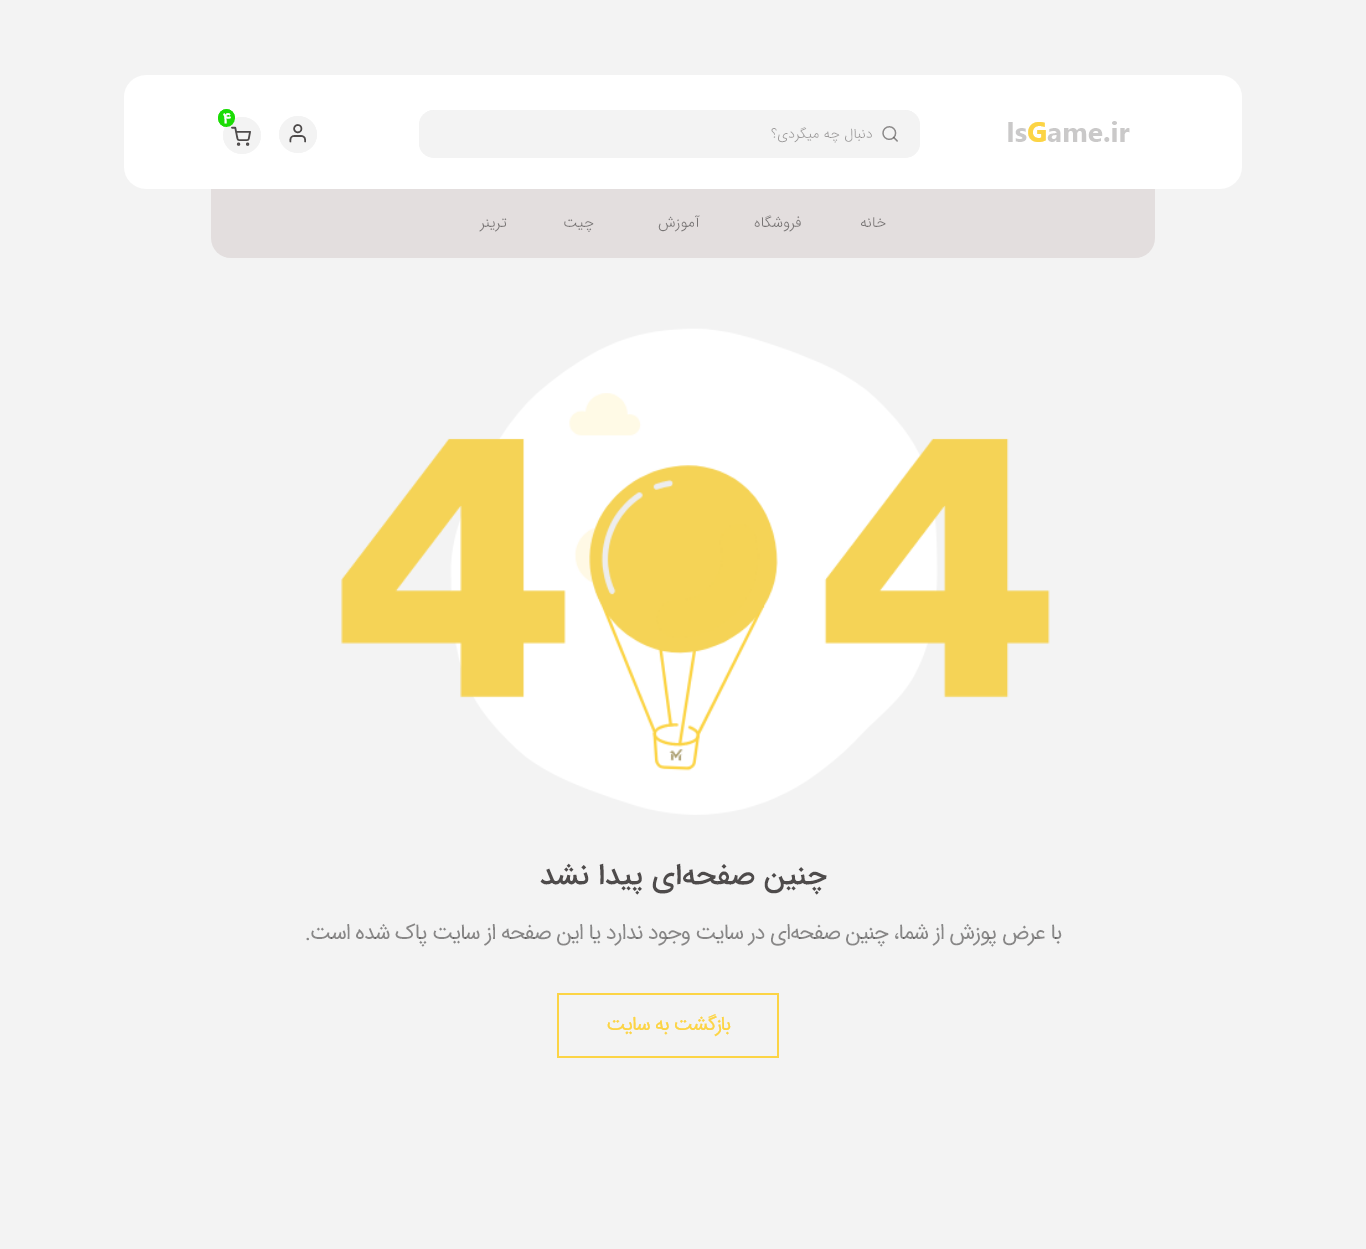 IsGame.ir
دنبال چه میگردی؟
۴
خانه فروشگاه آموزش چیت ترینر
4 4
چنین صفحه‌ای پیدا نشد
با عرض پوزش از شما، چنین صفحه‌ای در سایت وجود ندارد یا این صفحه از سایت پاک شده است.
بازگشت به سایت